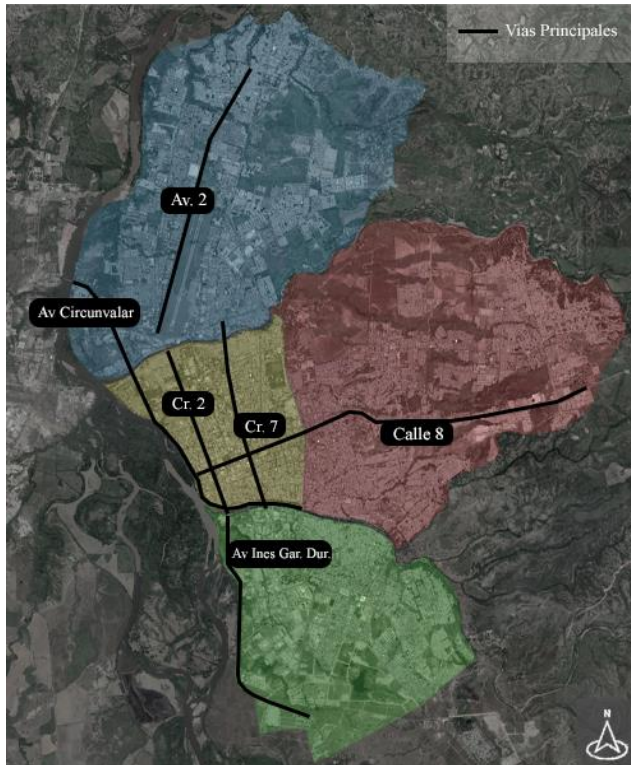 Vias Principales
Av. 2
Av Circunvalar
Cr. 2
Cr. 7
Calle 8
Av Ines Gar. Dur.
N